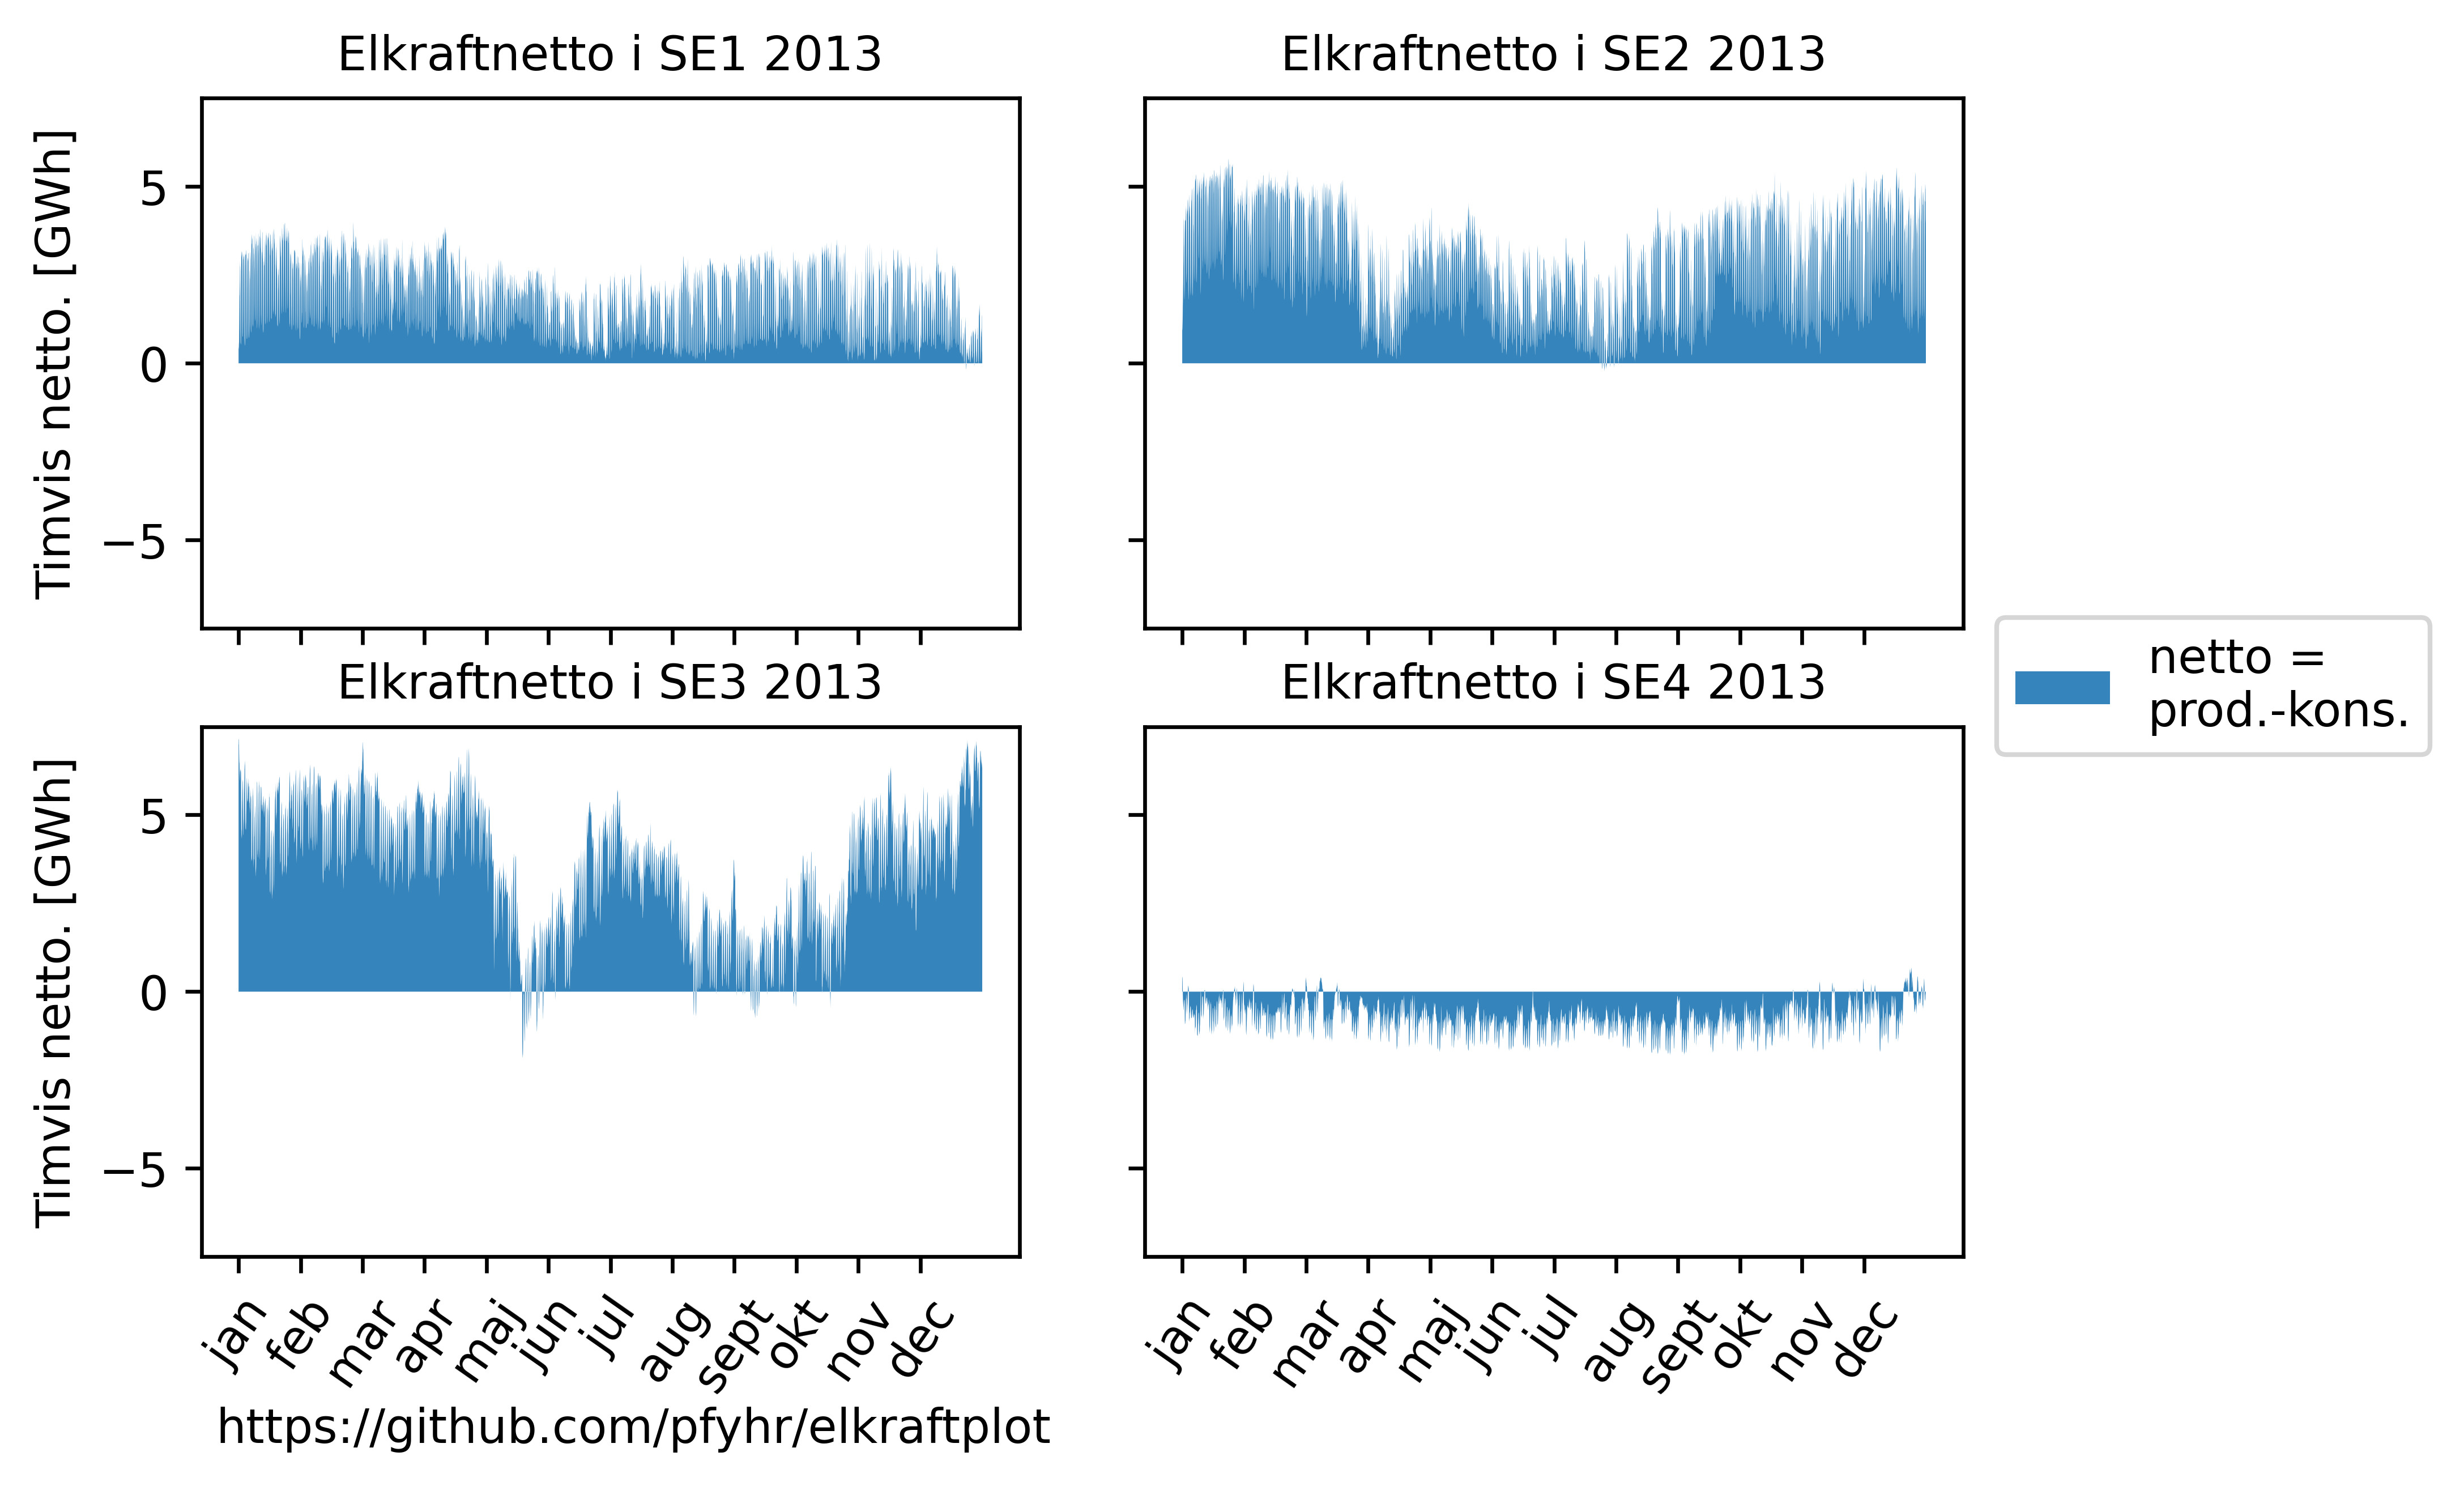 Elkraftnetto i SE1 2013
Elkraftnetto i SE2 2013
Timvis netto. [GWh]
5
0
−5
Elkraftnetto i SE3 2013
Elkraftnetto i SE4 2013
netto =
prod.-kons.
Timvis netto. [GWh]
5
0
−5
jan
feb
mar
apr
maj
jun
jul
aug
sept
okt
nov
dec
jan
feb
mar
apr
maj
jun
jul
aug
sept
okt
nov
dec
https://github.com/pfyhr/elkraftplot